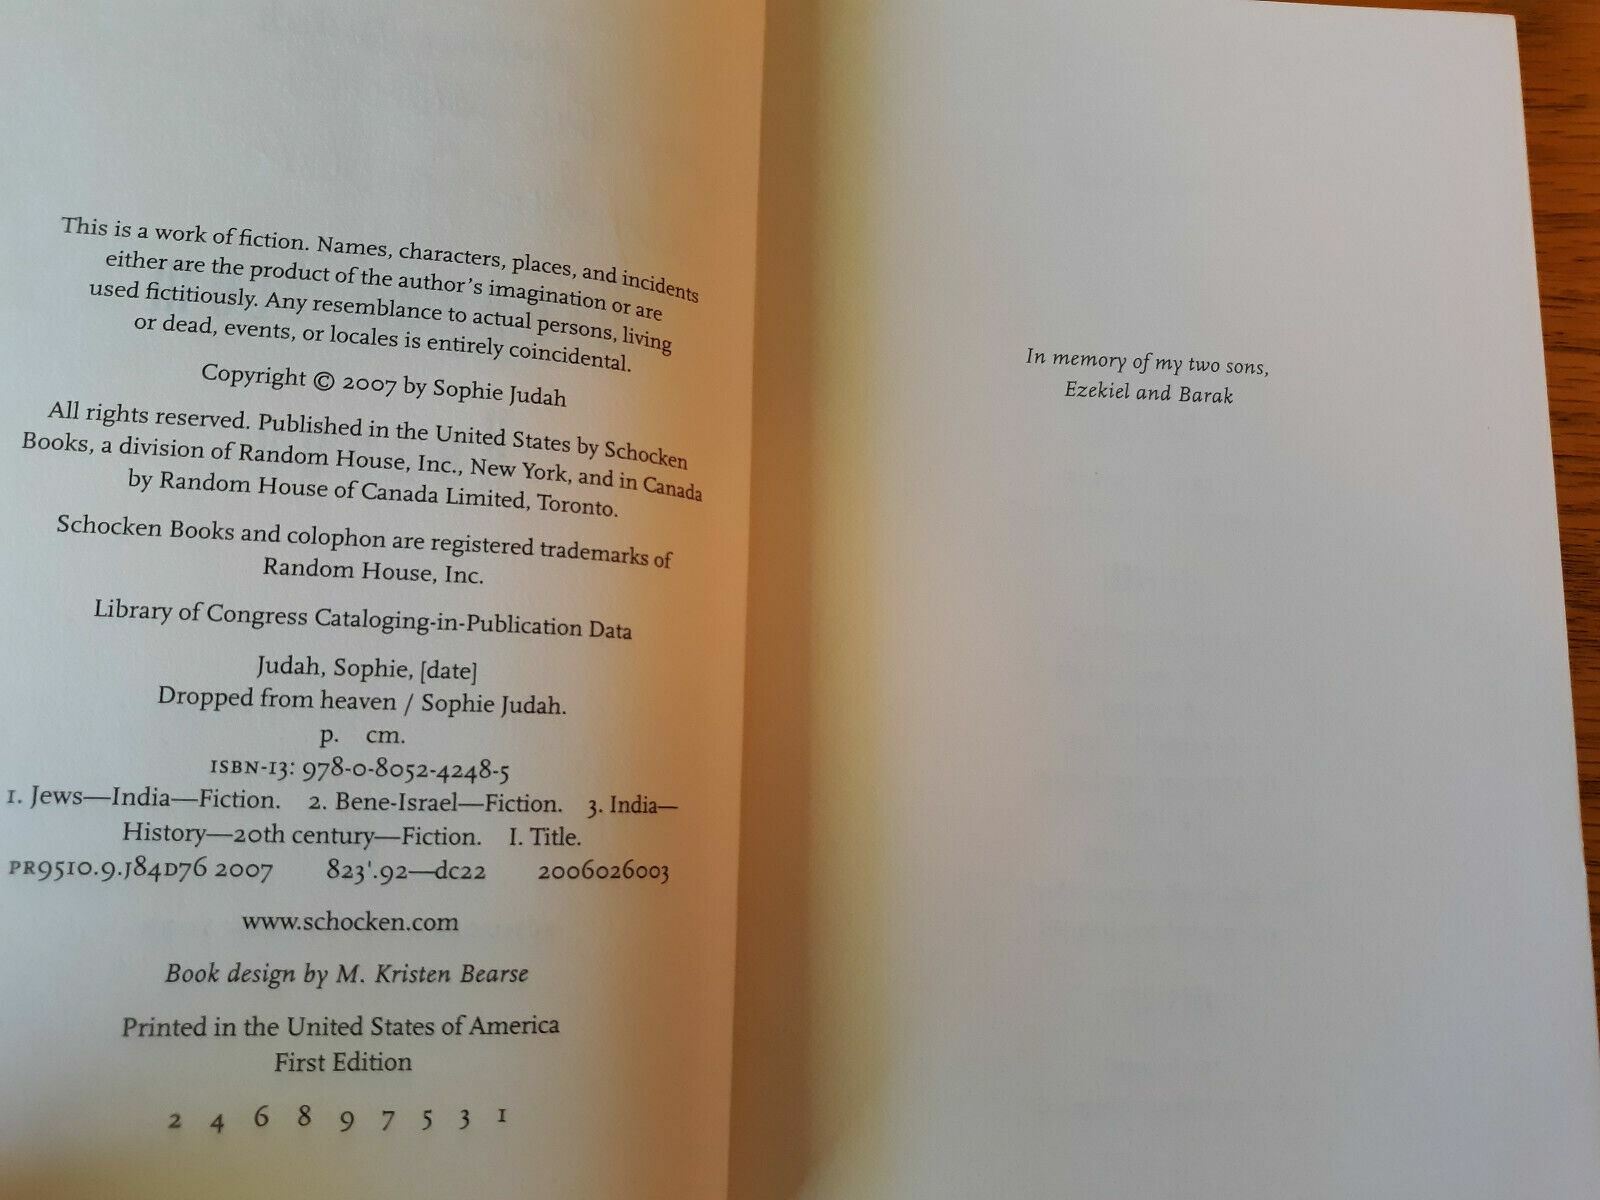 This is a work of fiction. Names, characters, places, and incidents
either are the product of the author's imagination or are
used fictitiously. Any resemblance to actual persons, living
or dead, events, or locales is entirely coincidental.
Copyright © 2007 by Sophie Judah
All rights reserved. Published in the United States by Schocken
Books, a division of Random House, Inc., New York, and in Canada
by Random House of Canada Limited, Toronto.
Schocken Books and colophon are registered trademarks of
Random House, Inc.
Library of Congress Cataloging-in-Publication Data
Judah, Sophie, [date]
Dropped from heaven / Sophie Judah.
p. cm.
ISBN-13: 978-0-8052-4248-5
1. Jews—India—Fiction. 2. Bene-Israel—Fiction. 3. India—
History—20th century—Fiction. I. Title.
PR9510.9.J84D76 2007 823'.92—dc22 2006026003
www.schocken.com
Book design by M. Kristen Bearse
Printed in the United States of America
First Edition
2 4 6 8 9 7 5 3 1
In memory of my two sons,
Ezekiel and Barak